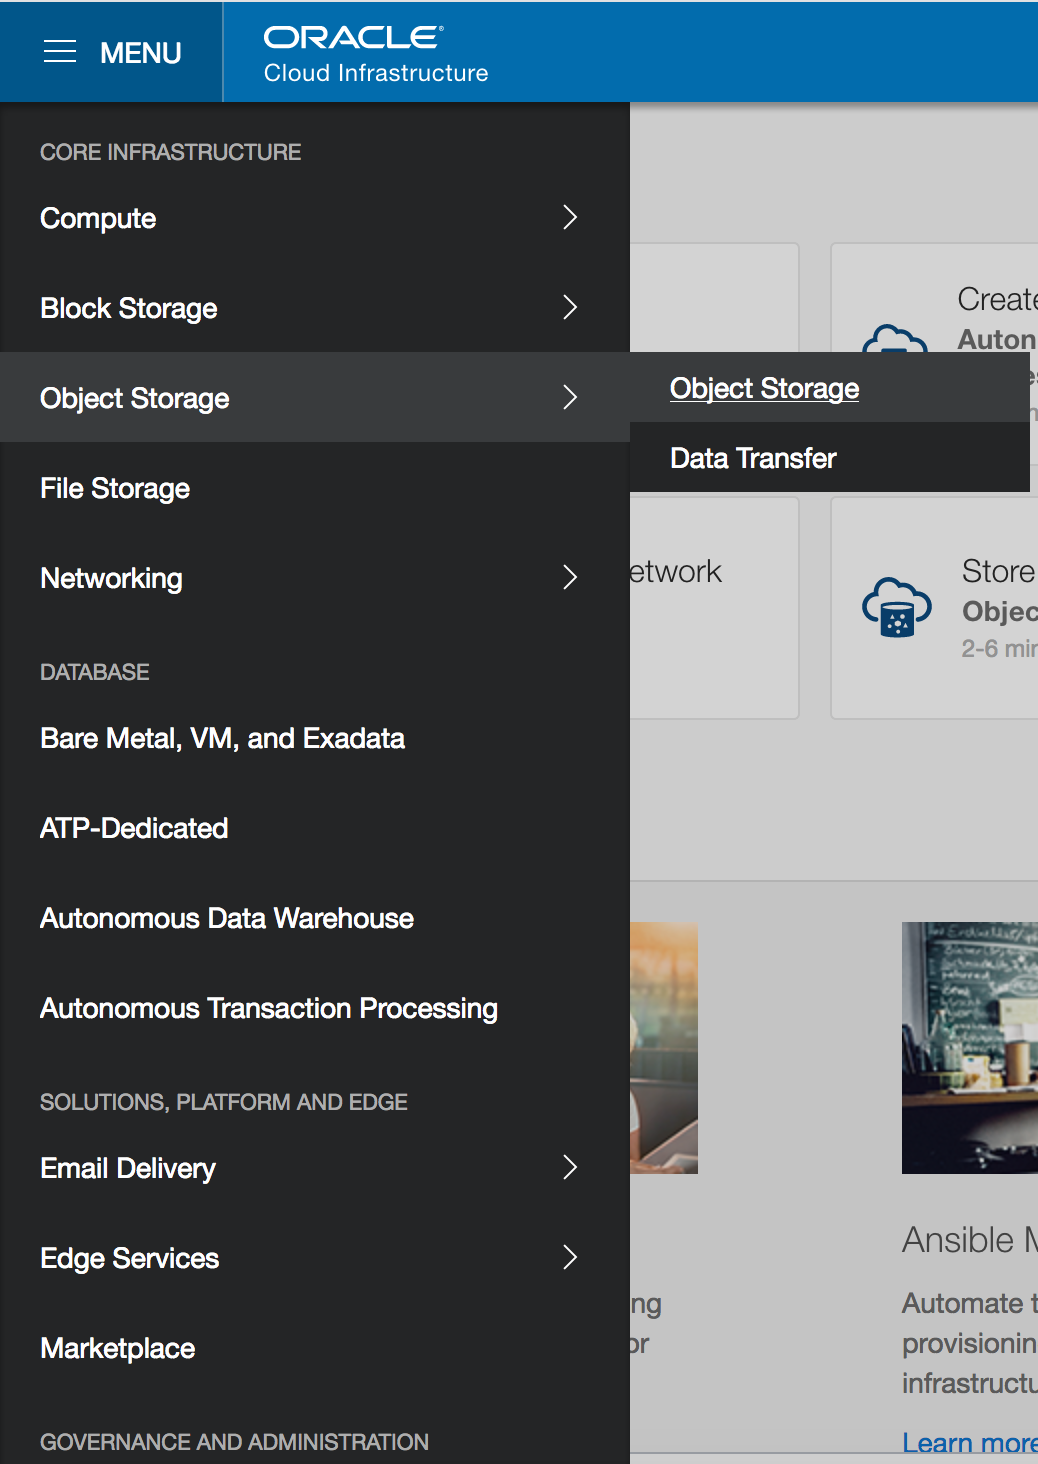 MENU
ORACLE
Cloud Infrastructure
CORE INFRASTRUCTURE
Compute
Block Storage
Object Storage
Object Storage
Data Transfer
File Storage
Networking
DATABASE
Bare Metal, VM, and Exadata
ATP-Dedicated
Autonomous Data Warehouse
Autonomous Transaction Processing
SOLUTIONS, PLATFORM AND EDGE
Email Delivery
Edge Services
Marketplace
GOVERNANCE AND ADMINISTRATION
Create
Auton
etwork
Store
Objec
2-6 min
ng
or
Ansible M
Automate t
provisionin
infrastructu
Learn more